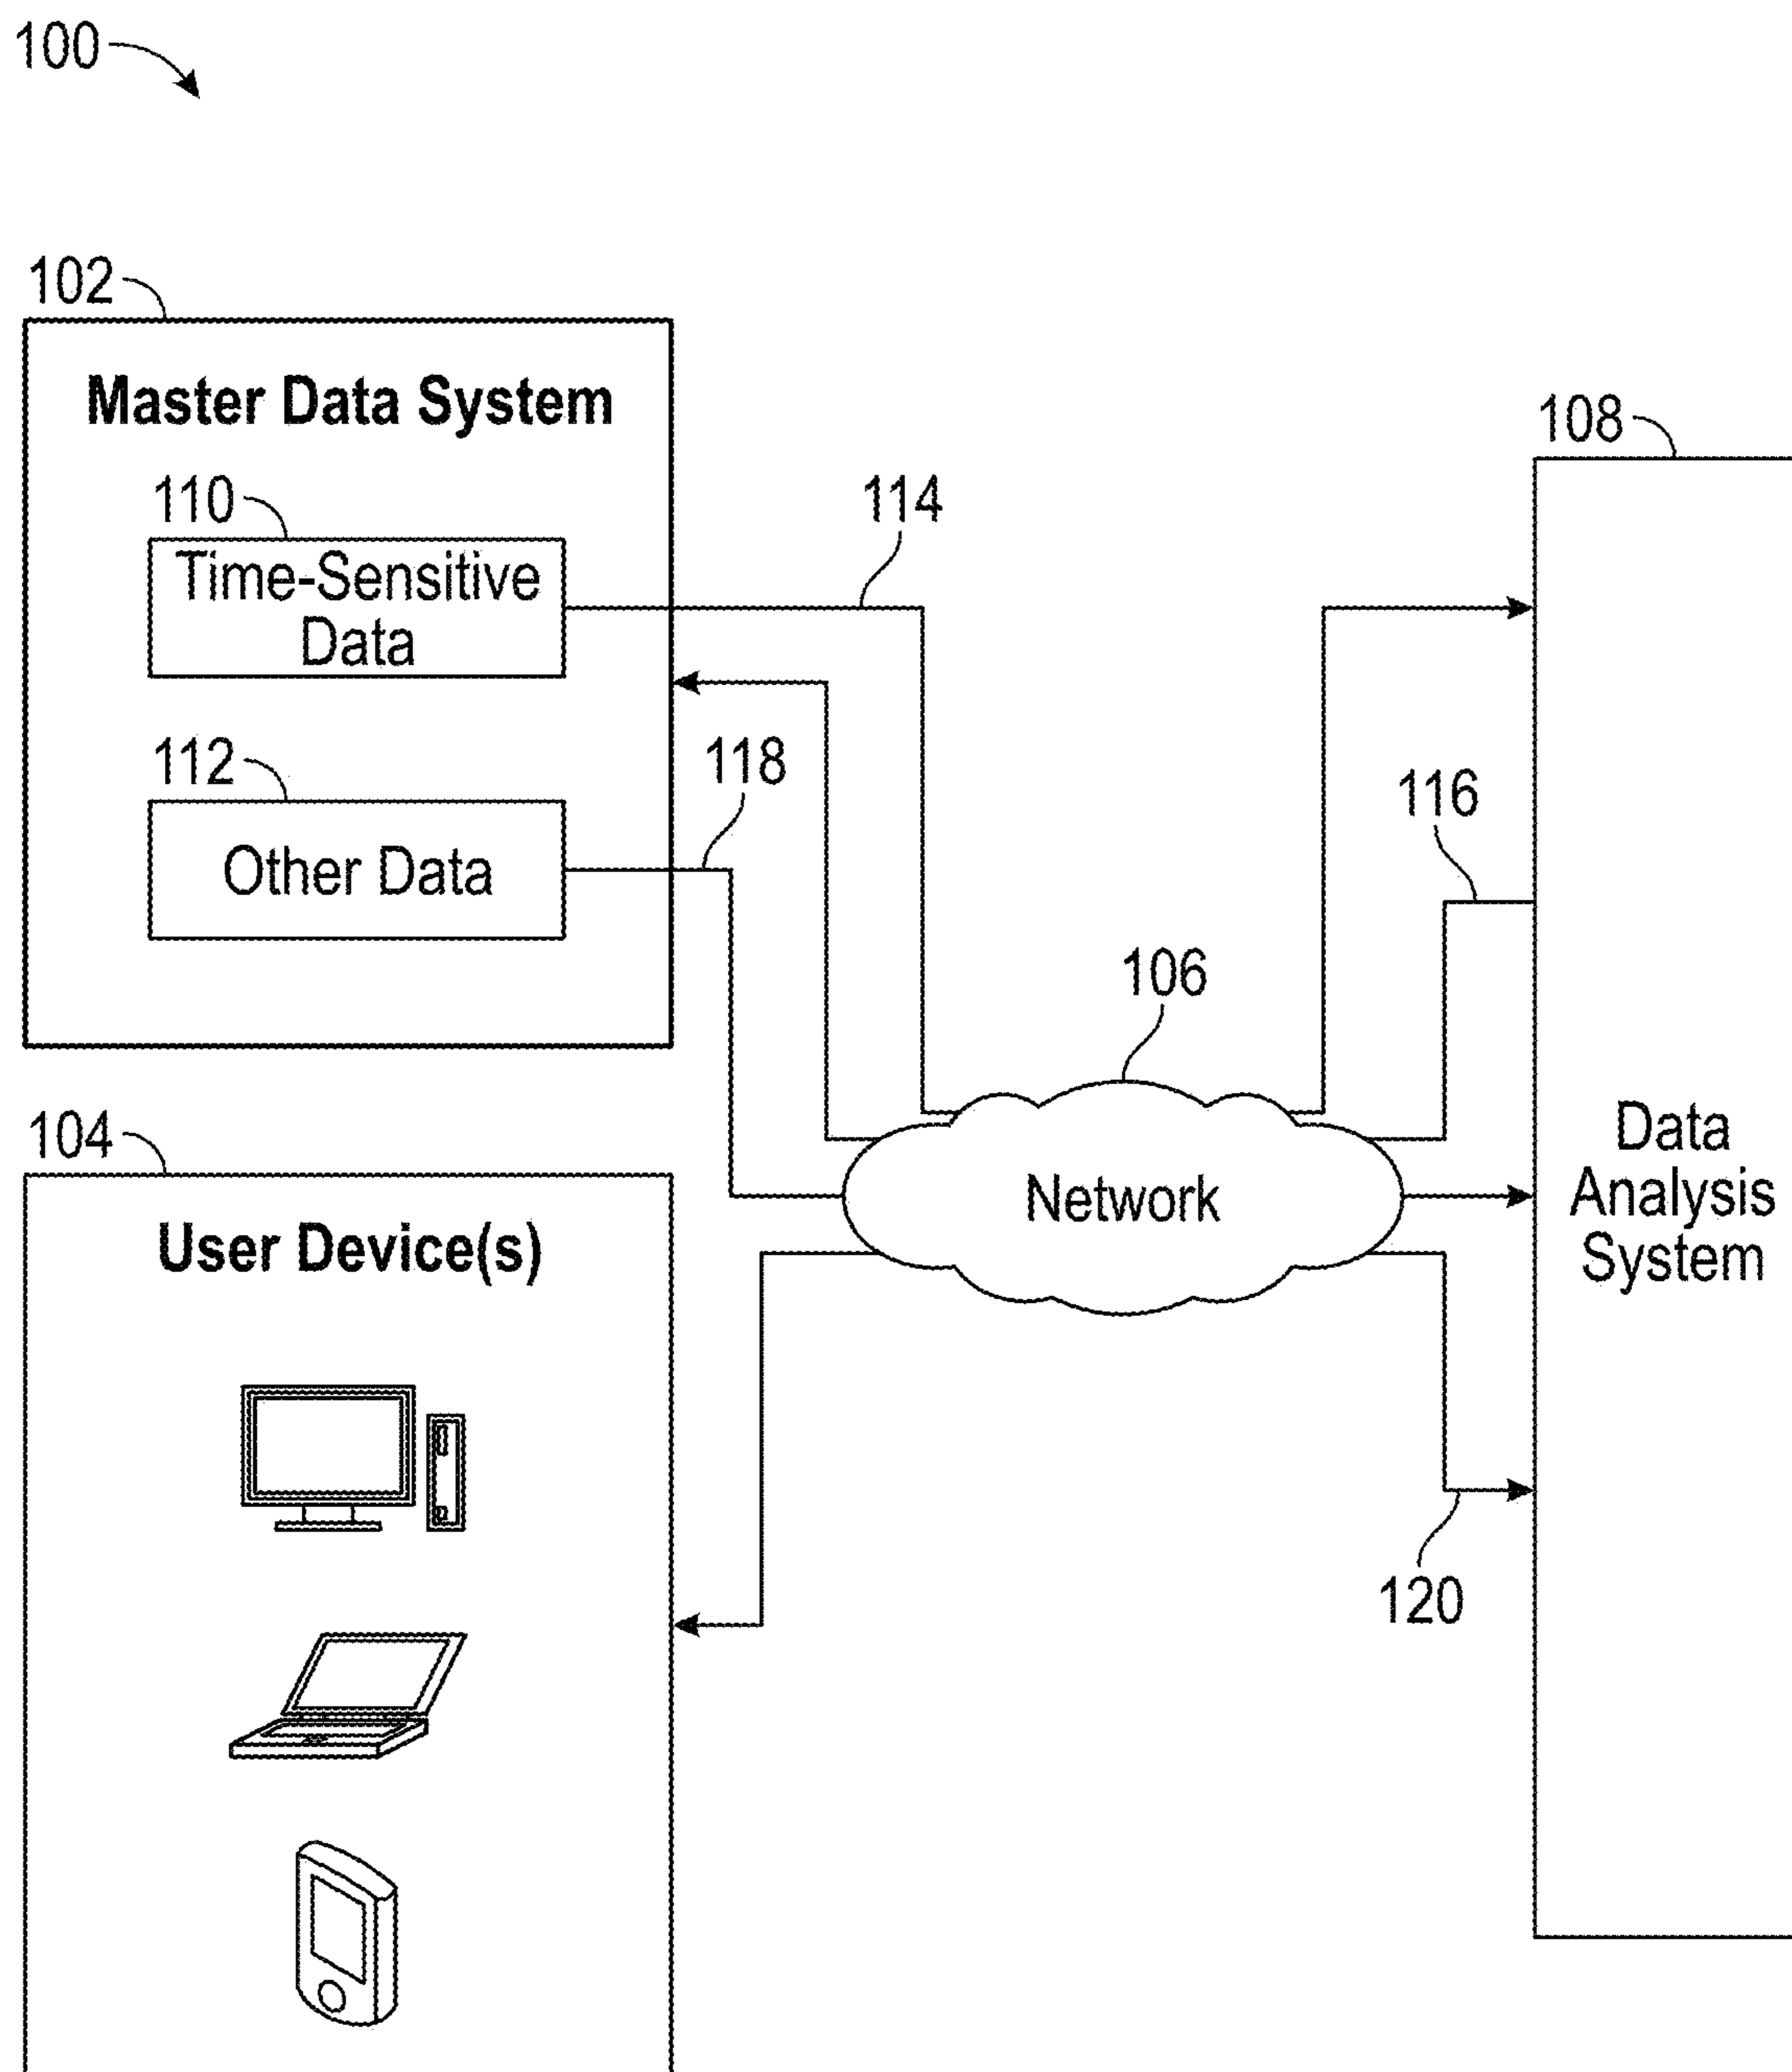 100
102
Master Data System
110
Time-Sensitive
Data
112
Other Data
114
118
108
116
106
Network
Data
Analysis
System
104
User Device(s)
120